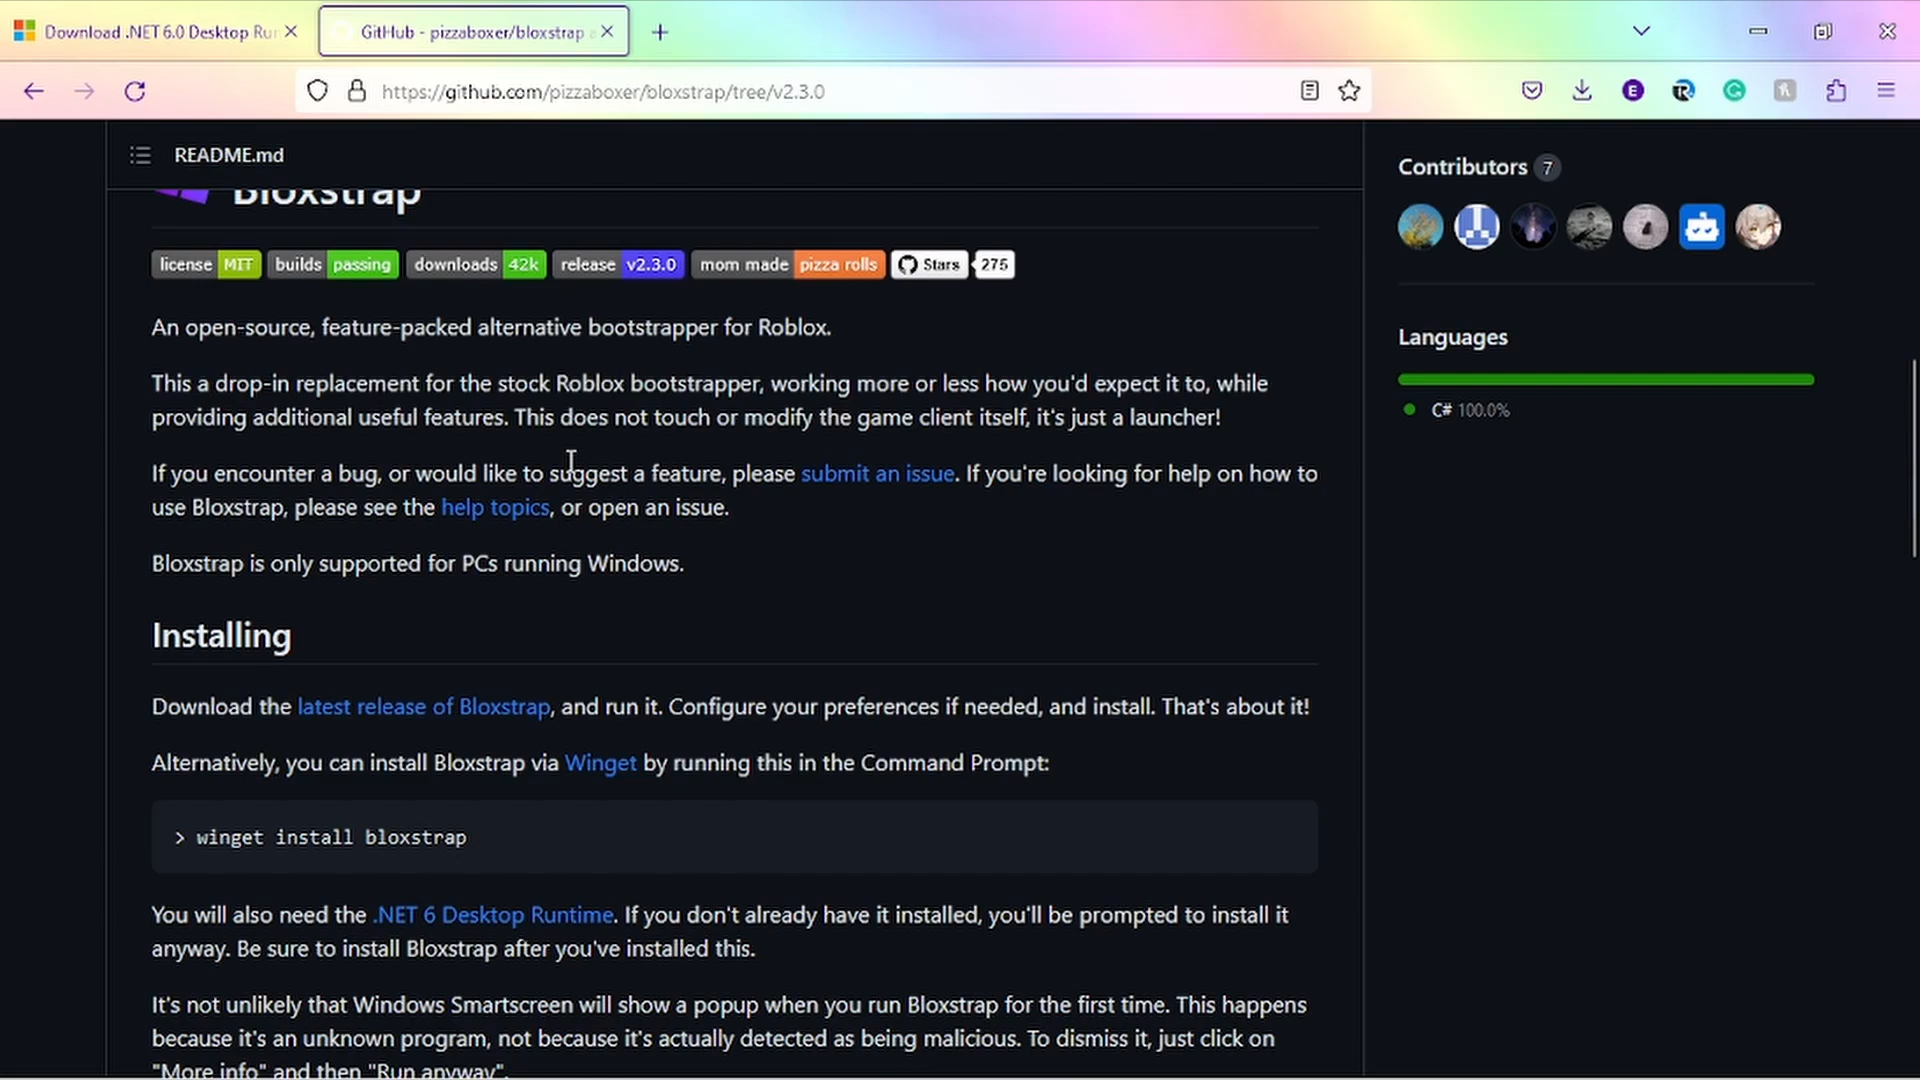 Download .NET 6.0 Desktop Ru
GitHub - pizzaboxer/bloxstrap
https://github.com/pizzaboxer/bloxstrap/tree/v2.3.0
README.md
Bloxstrap
license MIT builds passing downloads 42k release v2.3.0 mom made pizza rolls Stars 275
An open-source, feature-packed alternative bootstrapper for Roblox.
This a drop-in replacement for the stock Roblox bootstrapper, working more or less how you'd expect it to, while
providing additional useful features. This does not touch or modify the game client itself, it's just a launcher!
If you encounter a bug, or would like to suggest a feature, please submit an issue. If you're looking for help on how to
use Bloxstrap, please see the help topics, or open an issue.
Bloxstrap is only supported for PCs running Windows.
Installing
Download the latest release of Bloxstrap, and run it. Configure your preferences if needed, and install. That's about it!
Alternatively, you can install Bloxstrap via Winget by running this in the Command Prompt:
> winget install bloxstrap
You will also need the .NET 6 Desktop Runtime. If you don't already have it installed, you'll be prompted to install it
anyway. Be sure to install Bloxstrap after you've installed this.
It's not unlikely that Windows Smartscreen will show a popup when you run Bloxstrap for the first time. This happens
because it's an unknown program, not because it's actually detected as being malicious. To dismiss it, just click on
"More info" and then "Run anyway".
Contributors 7
Languages
C# 100.0%